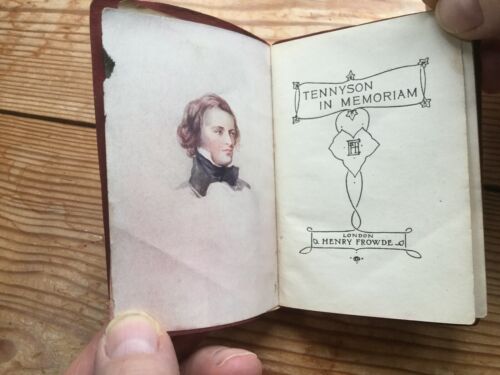 TENNYSON
IN MEMORIAM
LONDON
HENRY FROWDE